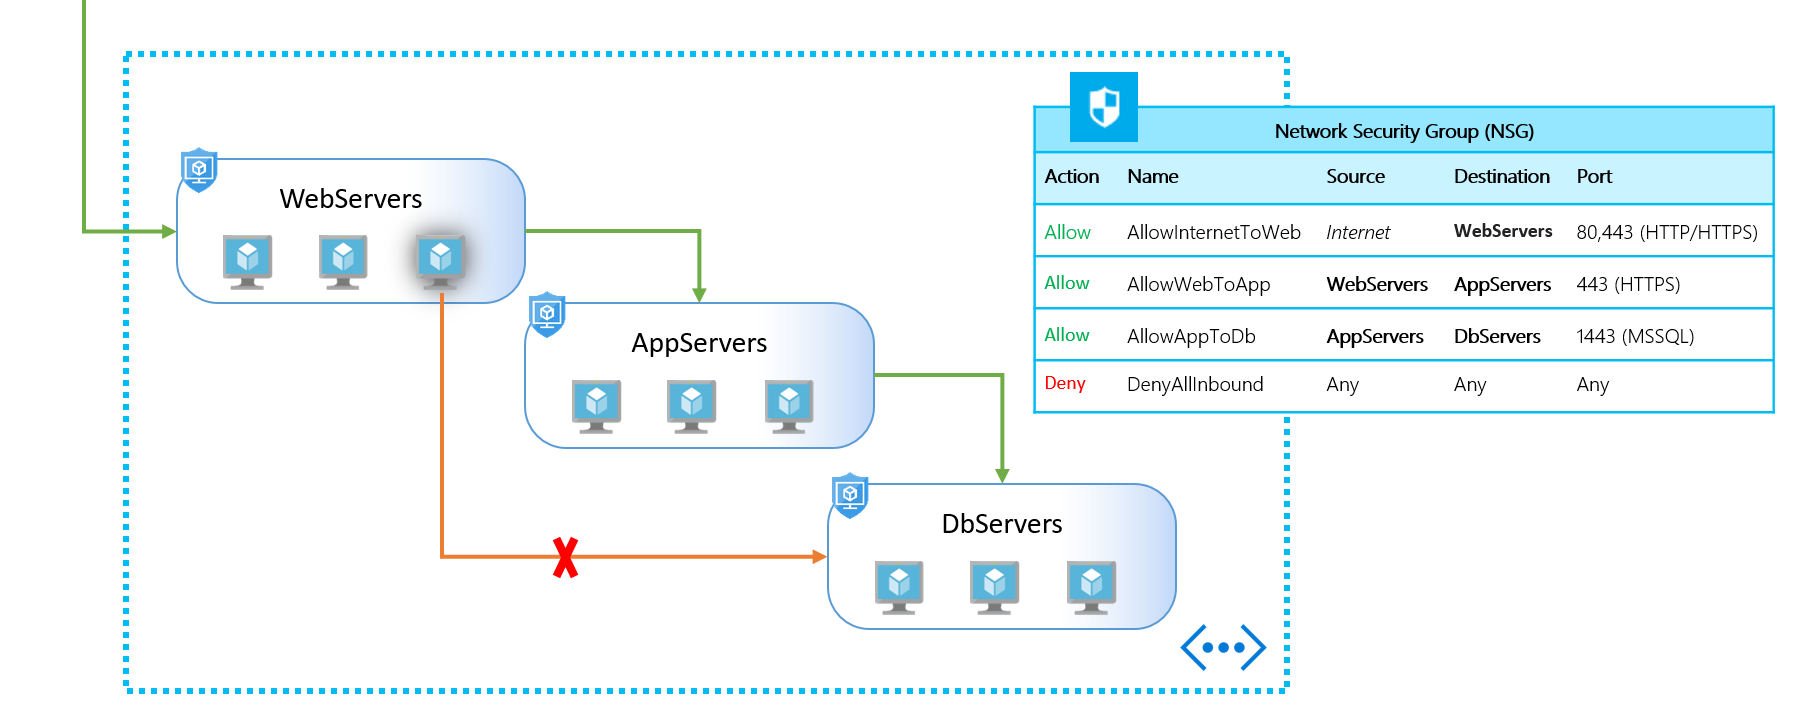 Network Security Group (NSG)
Action Name Source Destination Port
WebServers
Allow AllowInternetToWeb Internet WebServers 80,443 (HTTP/HTTPS)
Allow AllowWebToApp WebServers AppServers 443 (HTTPS)
AppServers
Allow AllowAppToDb AppServers DbServers 1443 (MSSQL)
Deny DenyAllInbound Any Any Any
DbServers